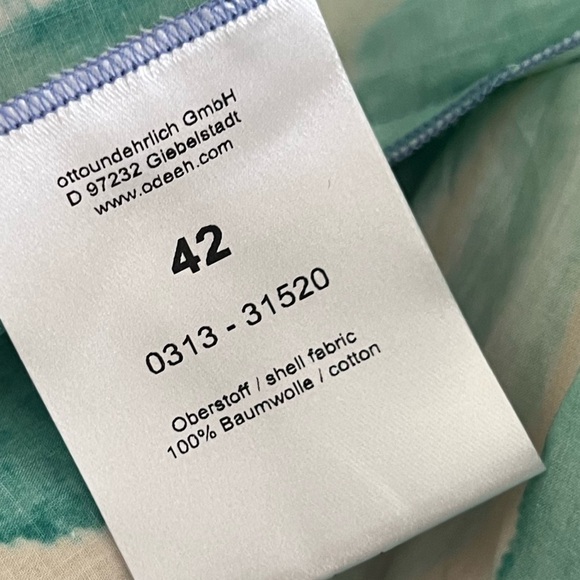 ottoundehrlich GmbH
D 97232 Giebelstadt
www.odeeh.com
42
0313 - 31520
Oberstoff / shell fabric
100% Baumwolle / cotton